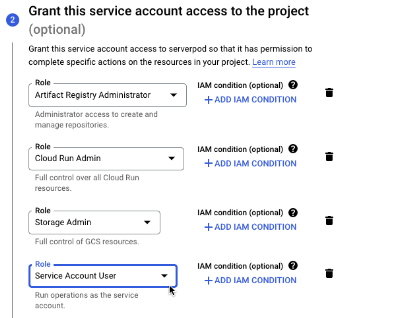 2
Grant this service account access to the project
(optional)
Grant this service account access to serverpod so that it has permission to
complete specific actions on the resources in your project. Learn more
Role
Artifact Registry Administrator
IAM condition (optional) ?
+ ADD IAM CONDITION
Administrator access to create and
manage repositories.
Role
Cloud Run Admin
IAM condition (optional) ?
+ ADD IAM CONDITION
Full control over all Cloud Run
resources.
Role
Storage Admin
IAM condition (optional) ?
+ ADD IAM CONDITION
Full control of GCS resources.
Role
Service Account User
IAM condition (optional) ?
+ ADD IAM CONDITION
Run operations as the service
account.